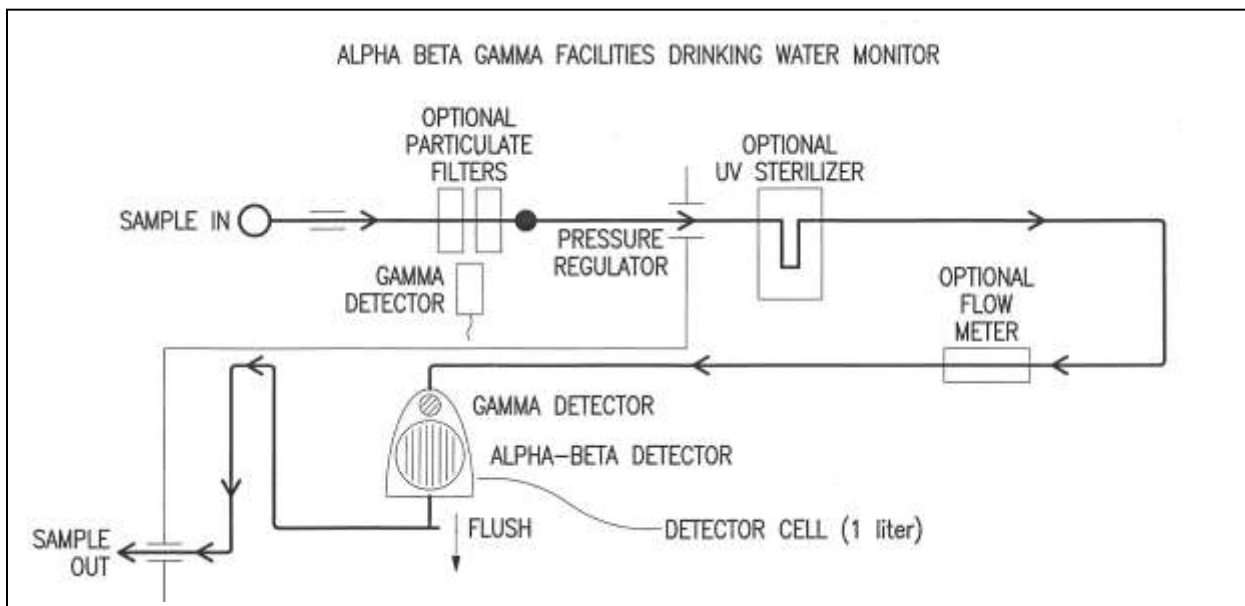 ALPHA BETA GAMMA FACILITIES DRINKING WATER MONITOR
OPTIONAL
PARTICULATE
FILTERS
OPTIONAL
UV STERILIZER
SAMPLE IN
PRESSURE
REGULATOR
GAMMA
DETECTOR
OPTIONAL
FLOW
METER
GAMMA DETECTOR
ALPHA-BETA DETECTOR
FLUSH
DETECTOR CELL (1 liter)
SAMPLE
OUT